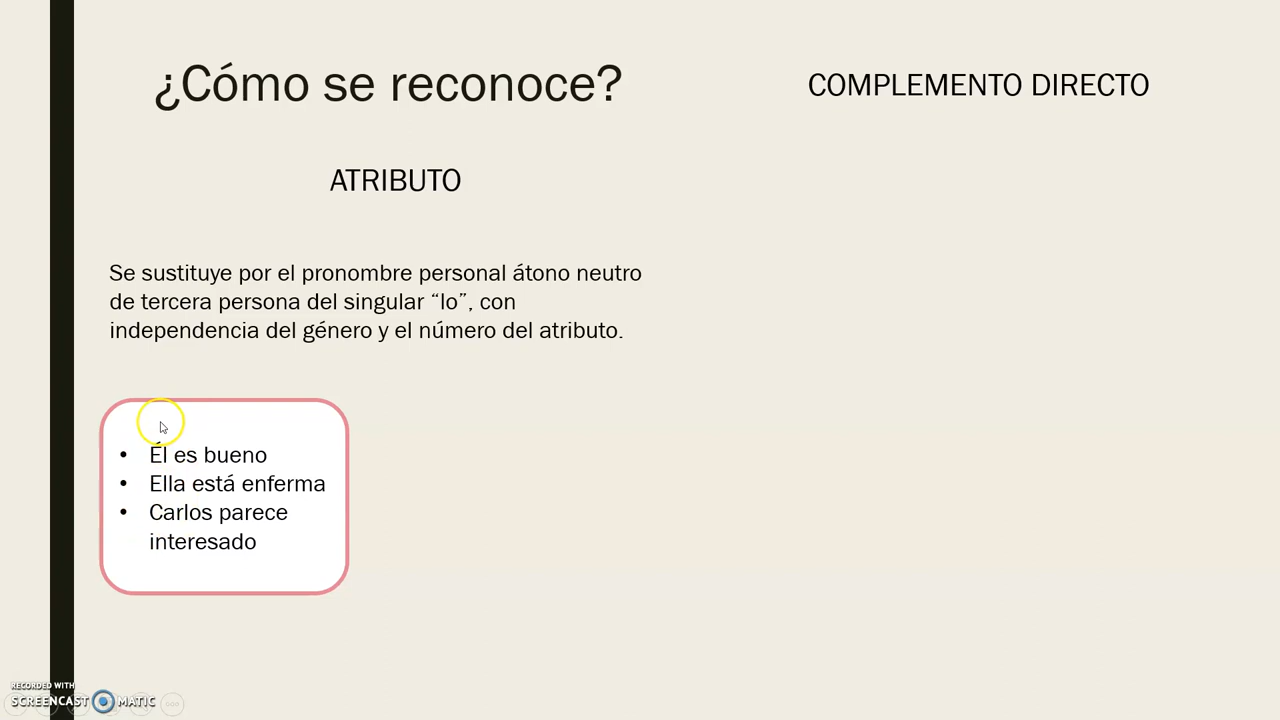 ¿Cómo se reconoce?
COMPLEMENTO DIRECTO
ATRIBUTO
Se sustituye por el pronombre personal átono neutro
de tercera persona del singular “lo”, con
independencia del género y el número del atributo.
• Él es bueno
• Ella está enferma
• Carlos parece
interesado
RECORDED WITH
SCREENCAST MATIC